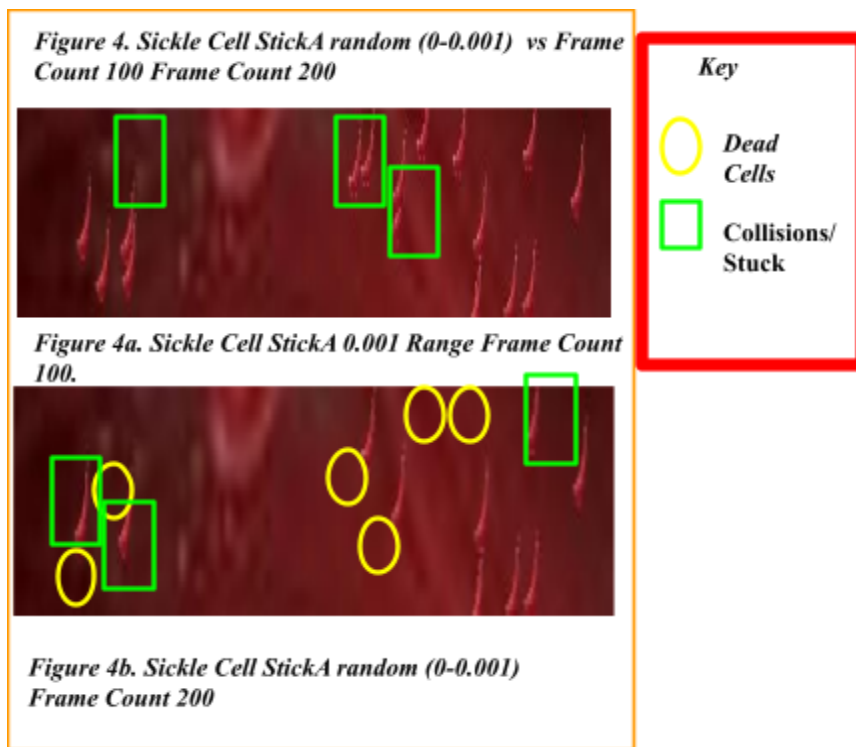 Figure 4. Sickle Cell StickA random (0-0.001)  vs Frame
Count 100 Frame Count 200
Key
Dead
Cells
Collisions/
Stuck
Figure 4a. Sickle Cell StickA 0.001 Range Frame Count
100.
Figure 4b. Sickle Cell StickA random (0-0.001)
Frame Count 200